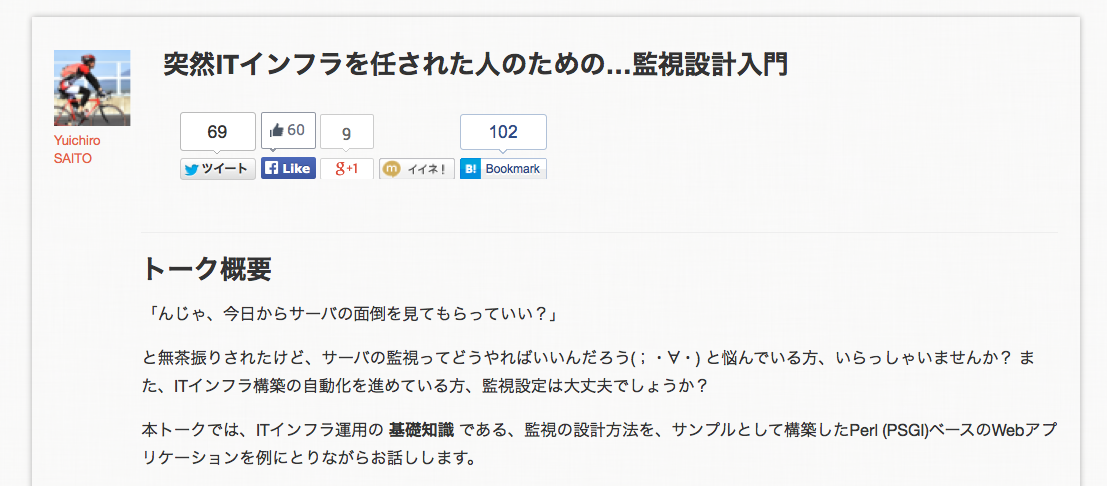 突然ITインフラを任された人のための...監視設計入門
Yuichiro
SAITO
69
60
9
102
ツイート
Like
g+1
m イイネ！
B! Bookmark
トーク概要
「んじゃ、今日からサーバの面倒を見てもらっていい？」
と無茶振りされたけど、サーバの監視ってどうやればいいんだろう(；・∀・) と悩んでいる方、いらっしゃいませんか？ ま
た、ITインフラ構築の自動化を進めている方、監視設定は大丈夫でしょうか？
本トークでは、ITインフラ運用の 基礎知識 である、監視の設計方法を、サンプルとして構築したPerl (PSGI)ベースのWebアプ
リケーションを例にとりながらお話しします。